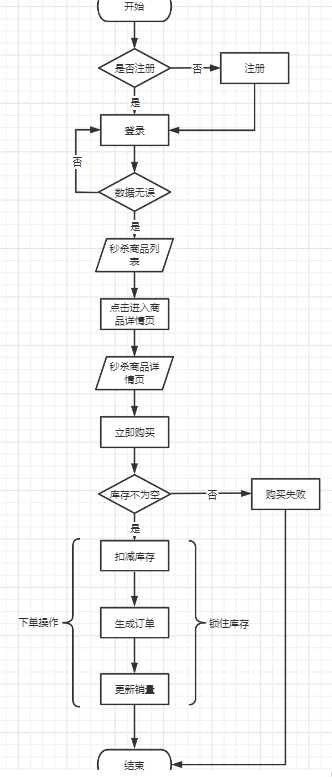 开始
是否注册
否
注册
是
登录
否
数据无误
是
秒杀商品列
表
点击进入商
品详情页
秒杀商品详
情页
立即购买
库存不为空
否
购买失败
是
扣减库存
下单操作
生成订单
锁住库存
更新销量
结束